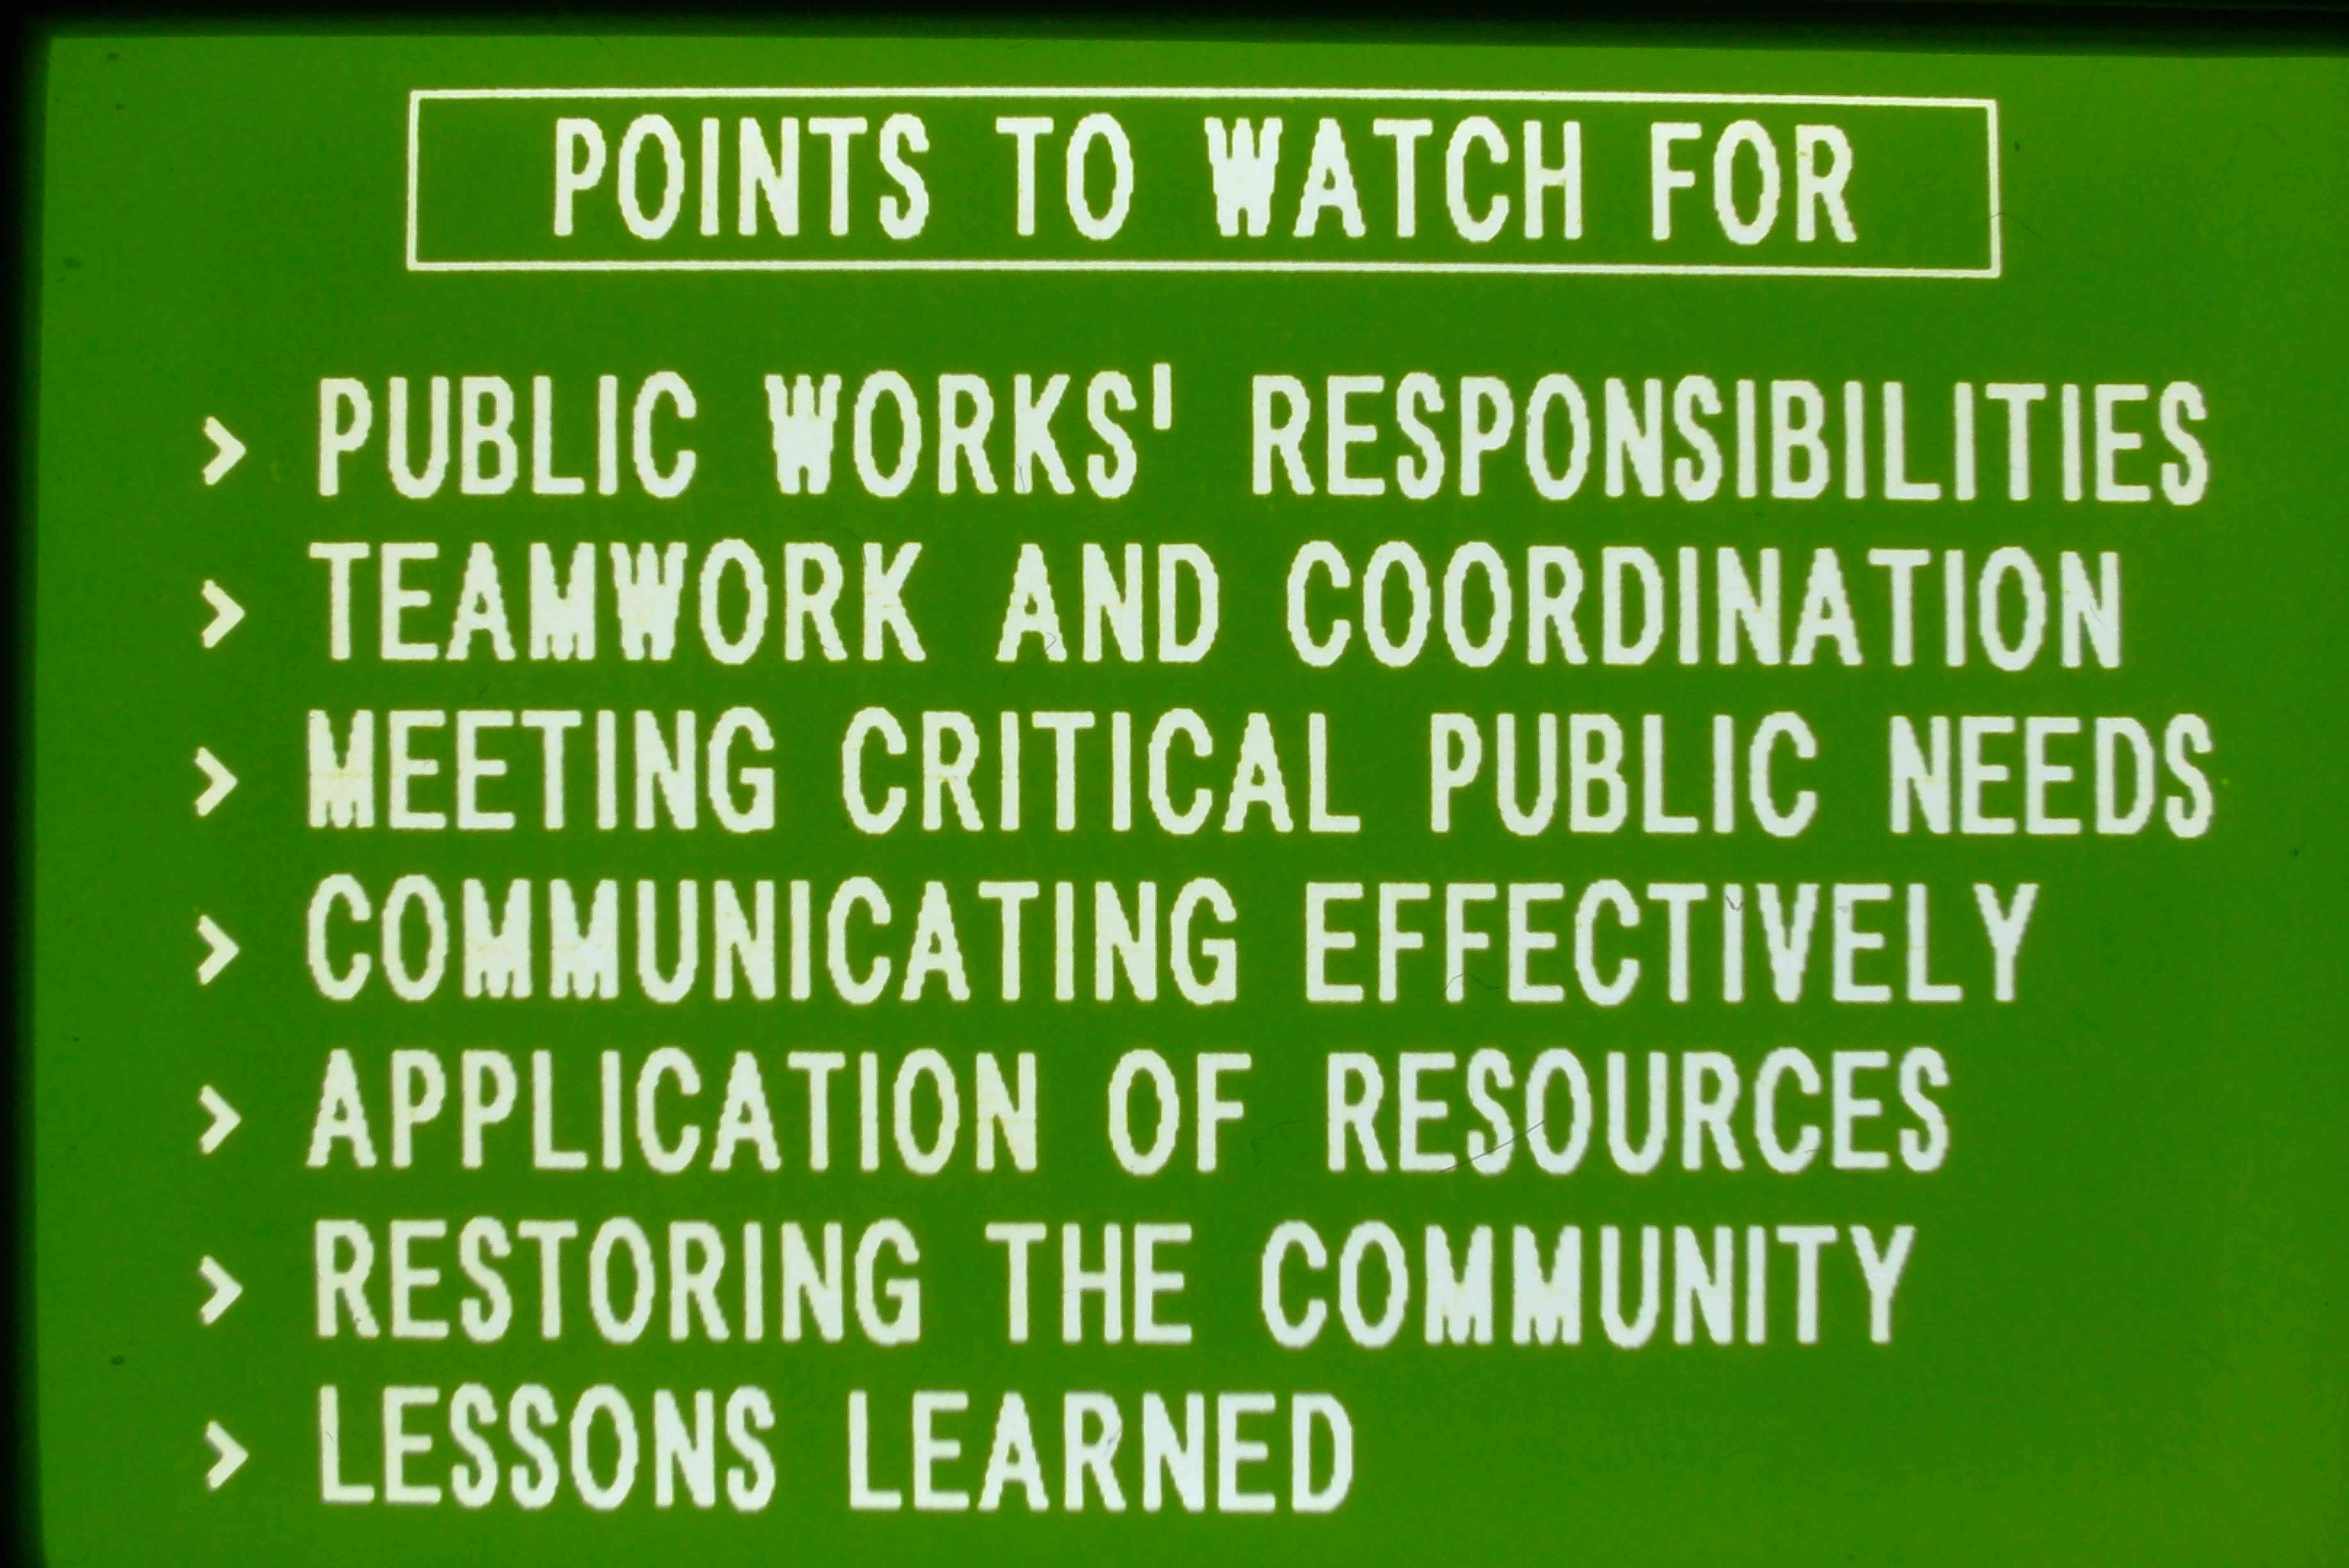 POINTS TO WATCH FOR
> PUBLIC WORKS' RESPONSIBILITIES
> TEAMWORK AND COORDINATION
> MEETING CRITICAL PUBLIC NEEDS
> COMMUNICATING EFFECTIVELY
> APPLICATION OF RESOURCES
> RESTORING THE COMMUNITY
> LESSONS LEARNED